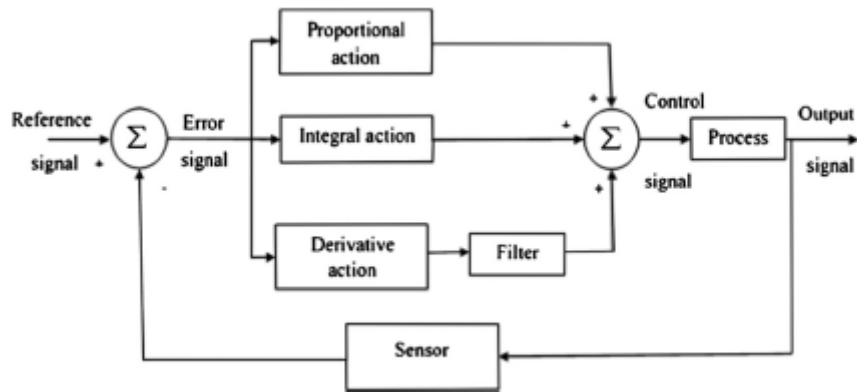 Proportional
action
Reference
signal
+
-
Σ
Error
signal
Integral action
+
+
+
Σ
Control
signal
Process
Output
signal
Derivative
action
Filter
Sensor